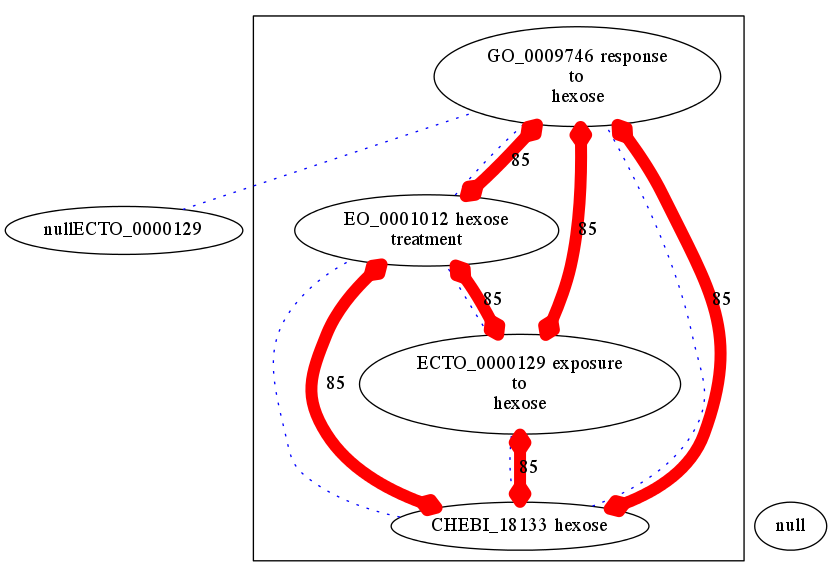 GO_0009746 response
to
hexose
85
nullECTO_0000129
EO_0001012 hexose
treatment
85
85
85
ECTO_0000129 exposure
to
hexose
85
85
CHEBI_18133 hexose
null